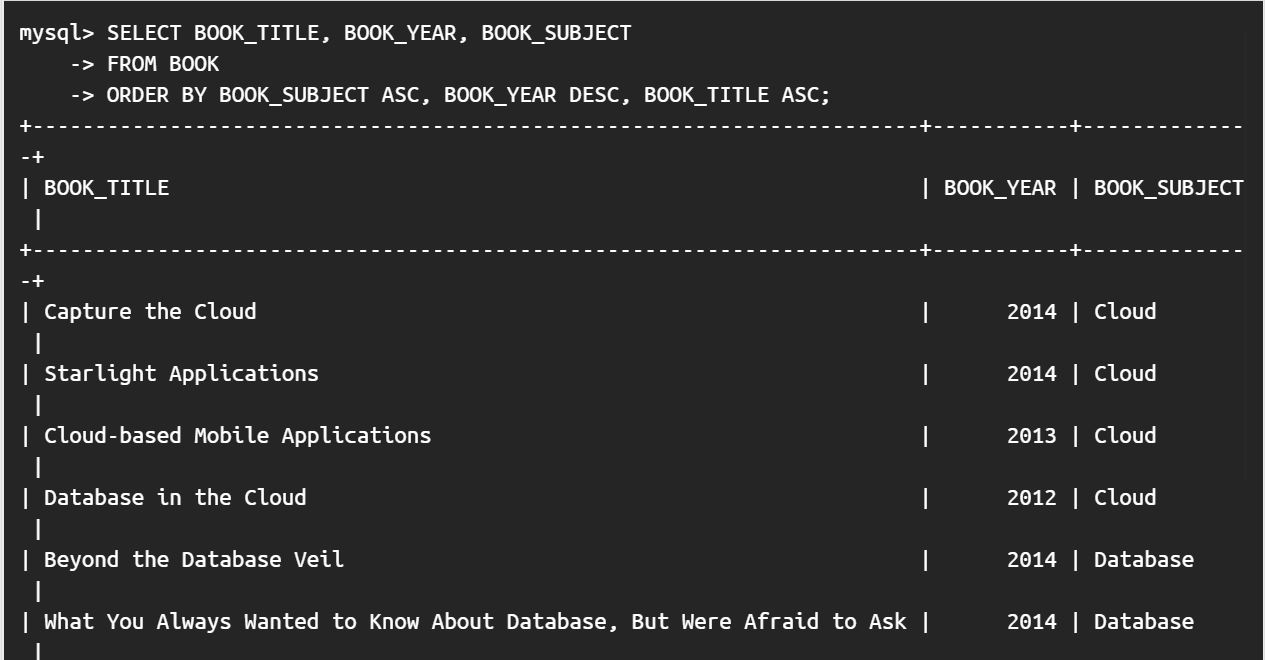 mysql> SELECT BOOK_TITLE, BOOK_YEAR, BOOK_SUBJECT
    -> FROM BOOK
    -> ORDER BY BOOK_SUBJECT ASC, BOOK_YEAR DESC, BOOK_TITLE ASC;
+-----------------------------------------------------------------------+-----------+-------------
-+
| BOOK_TITLE                                                            | BOOK_YEAR | BOOK_SUBJECT
 |
+-----------------------------------------------------------------------+-----------+-------------
-+
| Capture the Cloud                                                     |      2014 | Cloud
 |
| Starlight Applications                                                |      2014 | Cloud
 |
| Cloud-based Mobile Applications                                       |      2013 | Cloud
 |
| Database in the Cloud                                                 |      2012 | Cloud
 |
| Beyond the Database Veil                                              |      2014 | Database
 |
| What You Always Wanted to Know About Database, But Were Afraid to Ask |      2014 | Database
 |